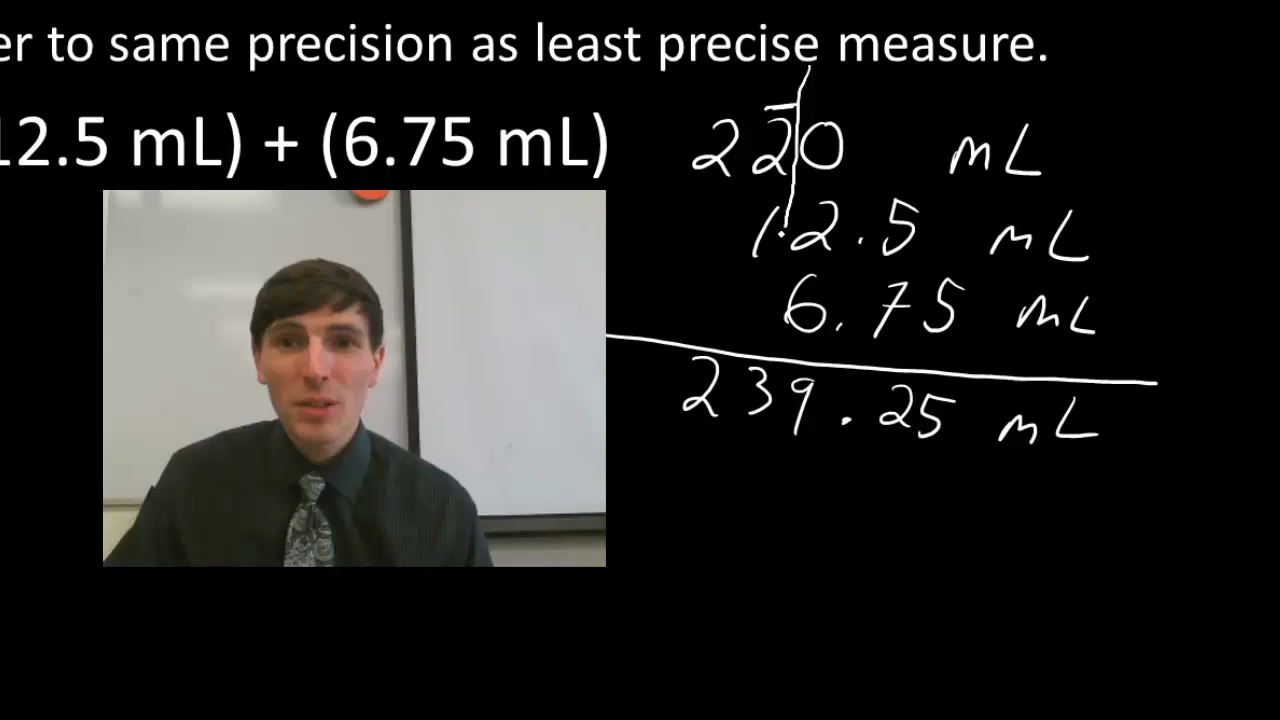 er to same precision as least precise measure.
12.5 mL) + (6.75 mL)
220 mL
12.5 mL
6.75 mL
239.25 mL